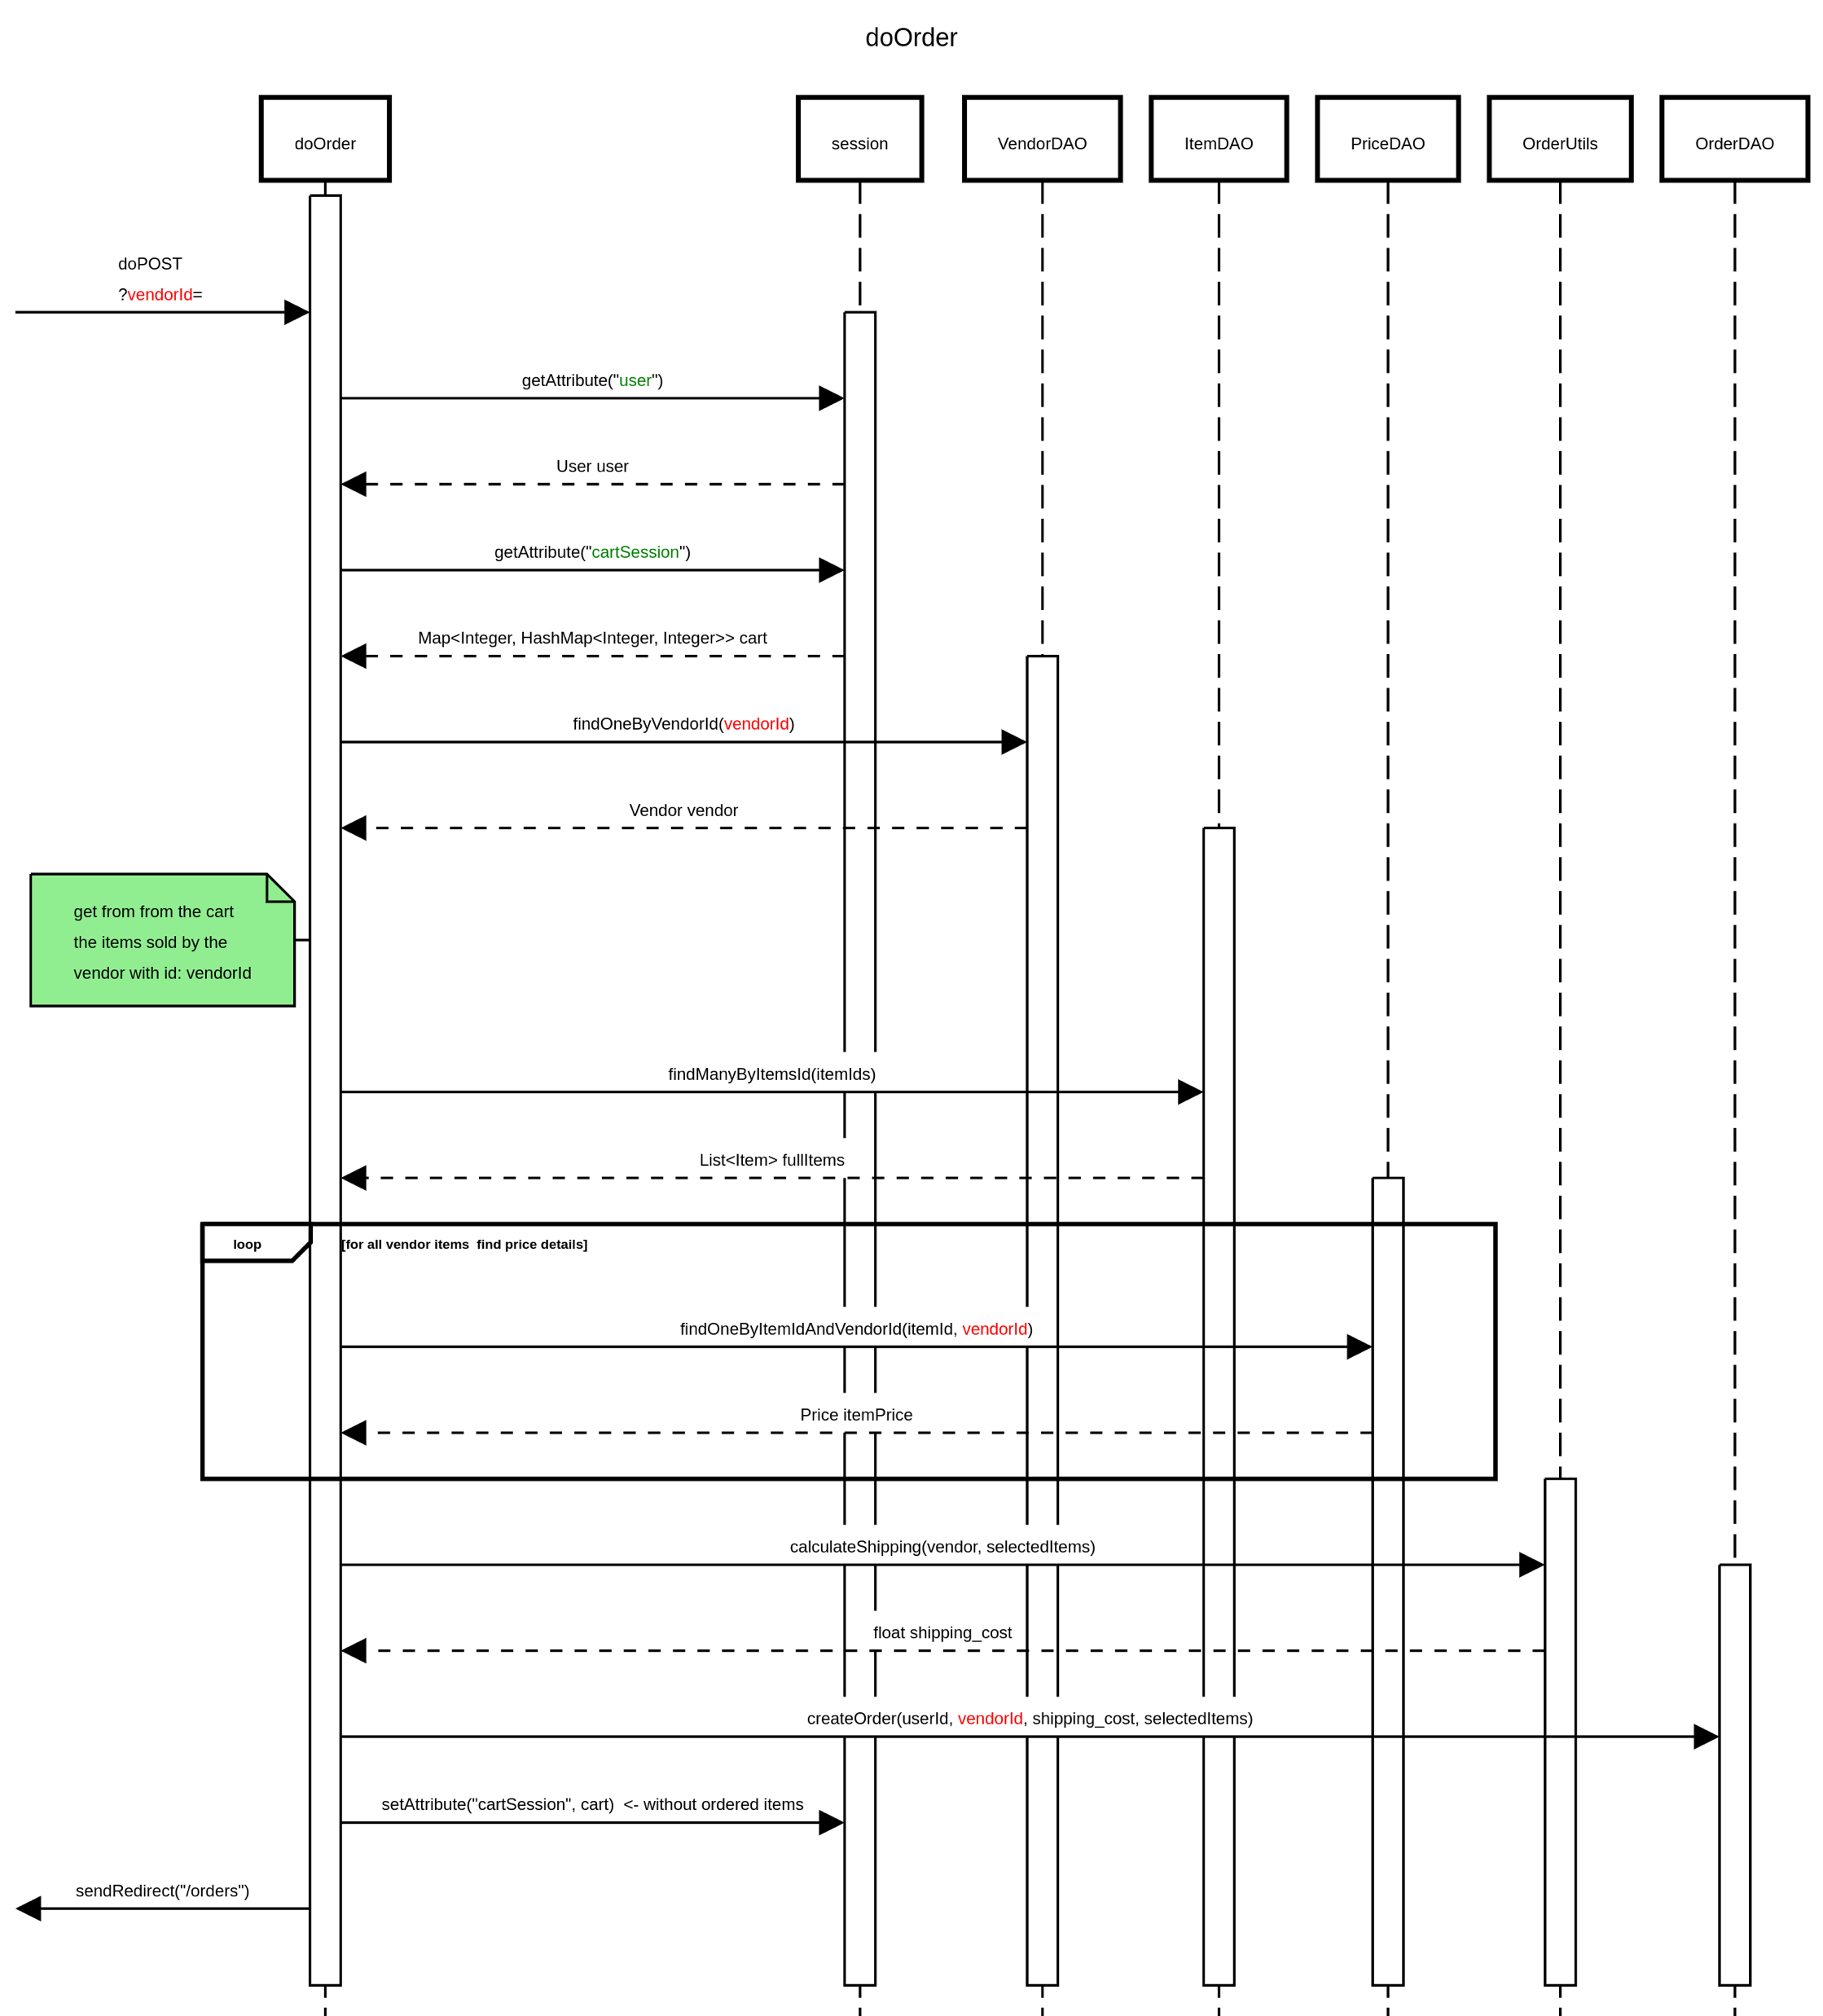 doOrder
doOrder
session
VendorDAO
ItemDAO
PriceDAO
OrderUtils
OrderDAO
doPOST
?vendorId=
getAttribute("user")
User user
getAttribute("cartSession")
Map<Integer, HashMap<Integer, Integer>> cart
findOneByVendorId(vendorId)
Vendor vendor
get from from the cart
the items sold by the
vendor with id: vendorId
findManyByItemsId(itemIds)
List<Item> fullItems
loop
[for all vendor items  find price details]
findOneByItemIdAndVendorId(itemId, vendorId)
Price itemPrice
calculateShipping(vendor, selectedItems)
float shipping_cost
createOrder(userId, vendorId, shipping_cost, selectedItems)
setAttribute("cartSession", cart)  <- without ordered items
sendRedirect("/orders")